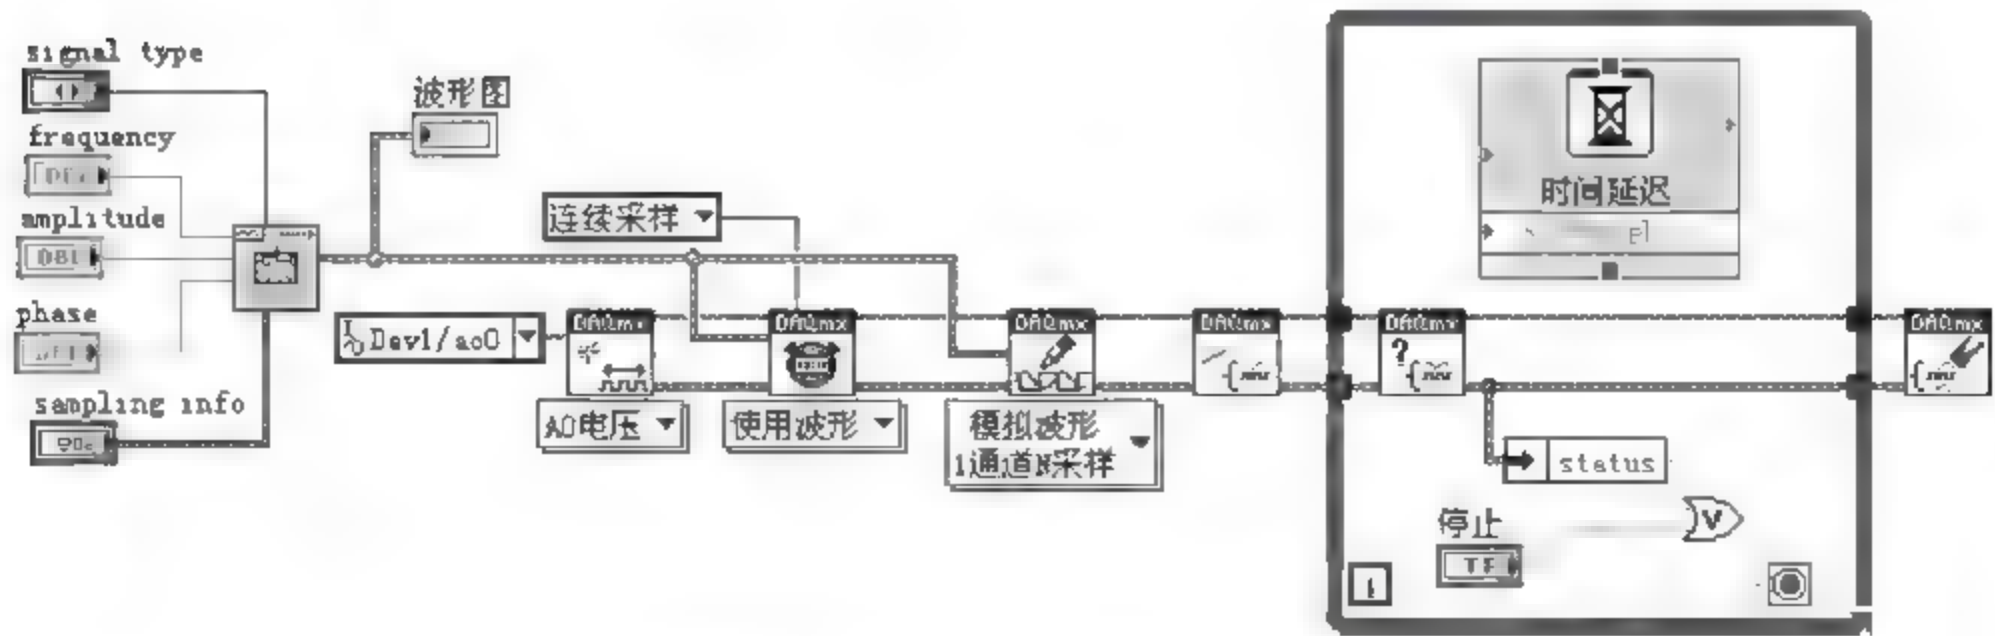 signal type
frequency
amplitude
DBL
phase
sampling info
波形图
连续采样
Dev1/ao0
DAQmx
AO电压
DAQmx
使用波形
DAQmx
模拟波形
1通道N采样
DAQmx
时间延迟
DAQmx
?
status
停止
TF
V
i
DAQmx